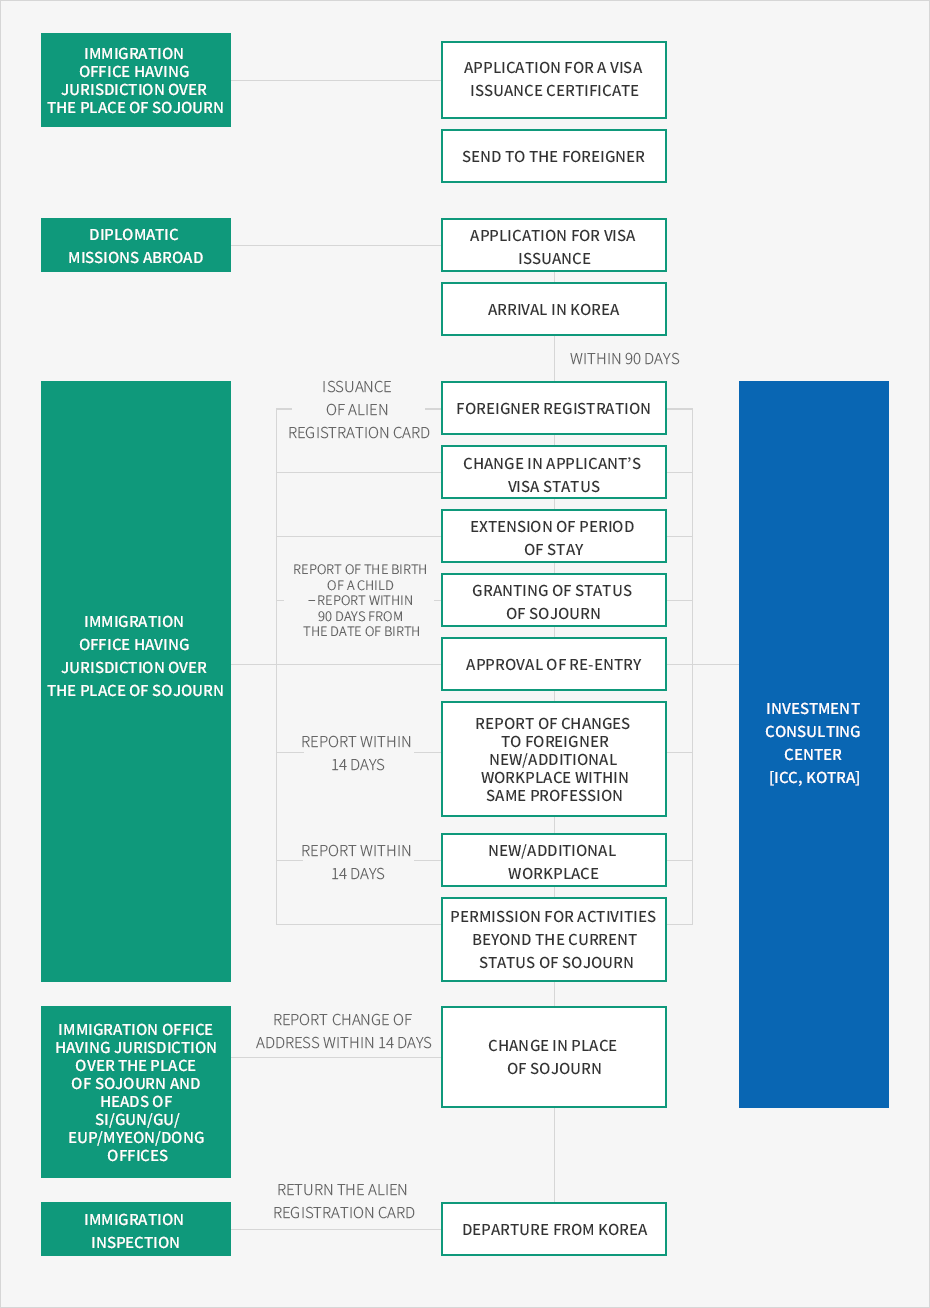 IMMIGRATION
OFFICE HAVING
JURISDICTION OVER
THE PLACE OF SOJOURN
APPLICATION FOR A VISA
ISSUANCE CERTIFICATE
SEND TO THE FOREIGNER
DIPLOMATIC
MISSIONS ABROAD
APPLICATION FOR VISA
ISSUANCE
ARRIVAL IN KOREA
WITHIN 90 DAYS
IMMIGRATION
OFFICE HAVING
JURISDICTION OVER
THE PLACE OF SOJOURN
ISSUANCE
OF ALIEN
REGISTRATION CARD
FOREIGNER REGISTRATION
CHANGE IN APPLICANT’S
VISA STATUS
EXTENSION OF PERIOD
OF STAY
REPORT OF THE BIRTH
OF A CHILD
–REPORT WITHIN
90 DAYS FROM
THE DATE OF BIRTH
GRANTING OF STATUS
OF SOJOURN
APPROVAL OF RE-ENTRY
REPORT WITHIN
14 DAYS
REPORT OF CHANGES
TO FOREIGNER
NEW/ADDITIONAL
WORKPLACE WITHIN
SAME PROFESSION
REPORT WITHIN
14 DAYS
NEW/ADDITIONAL
WORKPLACE
PERMISSION FOR ACTIVITIES
BEYOND THE CURRENT
STATUS OF SOJOURN
INVESTMENT
CONSULTING
CENTER
[ICC, KOTRA]
IMMIGRATION OFFICE
HAVING JURISDICTION
OVER THE PLACE
OF SOJOURN AND
HEADS OF
SI/GUN/GU/
EUP/MYEON/DONG
OFFICES
REPORT CHANGE OF
ADDRESS WITHIN 14 DAYS
CHANGE IN PLACE
OF SOJOURN
IMMIGRATION
INSPECTION
RETURN THE ALIEN
REGISTRATION CARD
DEPARTURE FROM KOREA